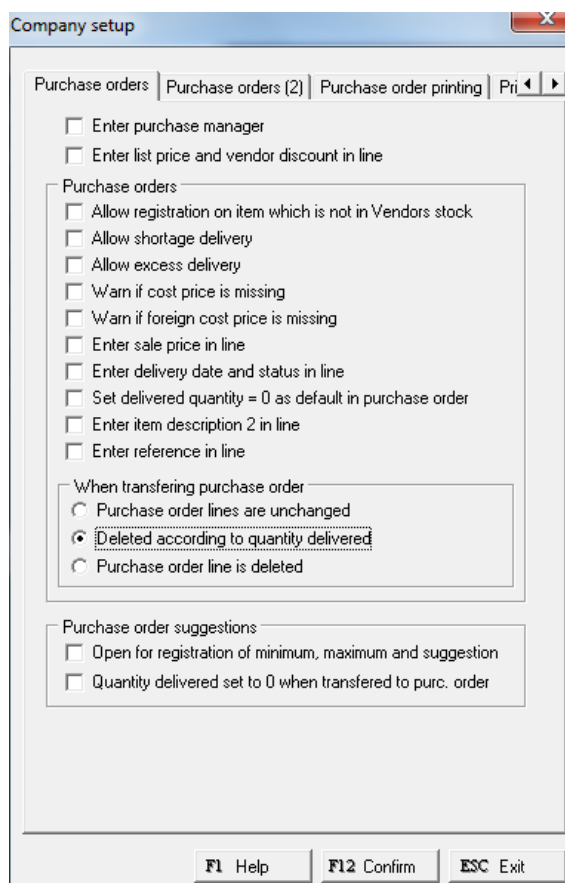 Company setup
Purchase orders
Purchase orders (2)
Purchase order printing
Pri
Enter purchase manager
Enter list price and vendor discount in line
Purchase orders
Allow registration on item which is not in Vendors stock
Allow shortage delivery
Allow excess delivery
Warn if cost price is missing
Warn if foreign cost price is missing
Enter sale price in line
Enter delivery date and status in line
Set delivered quantity = 0 as default in purchase order
Enter item description 2 in line
Enter reference in line
When transfering purchase order
Purchase order lines are unchanged
Deleted according to quantity delivered
Purchase order line is deleted
Purchase order suggestions
Open for registration of minimum, maximum and suggestion
Quantity delivered set to 0 when transfered to purc. order
F1 Help
F12 Confirm
ESC Exit